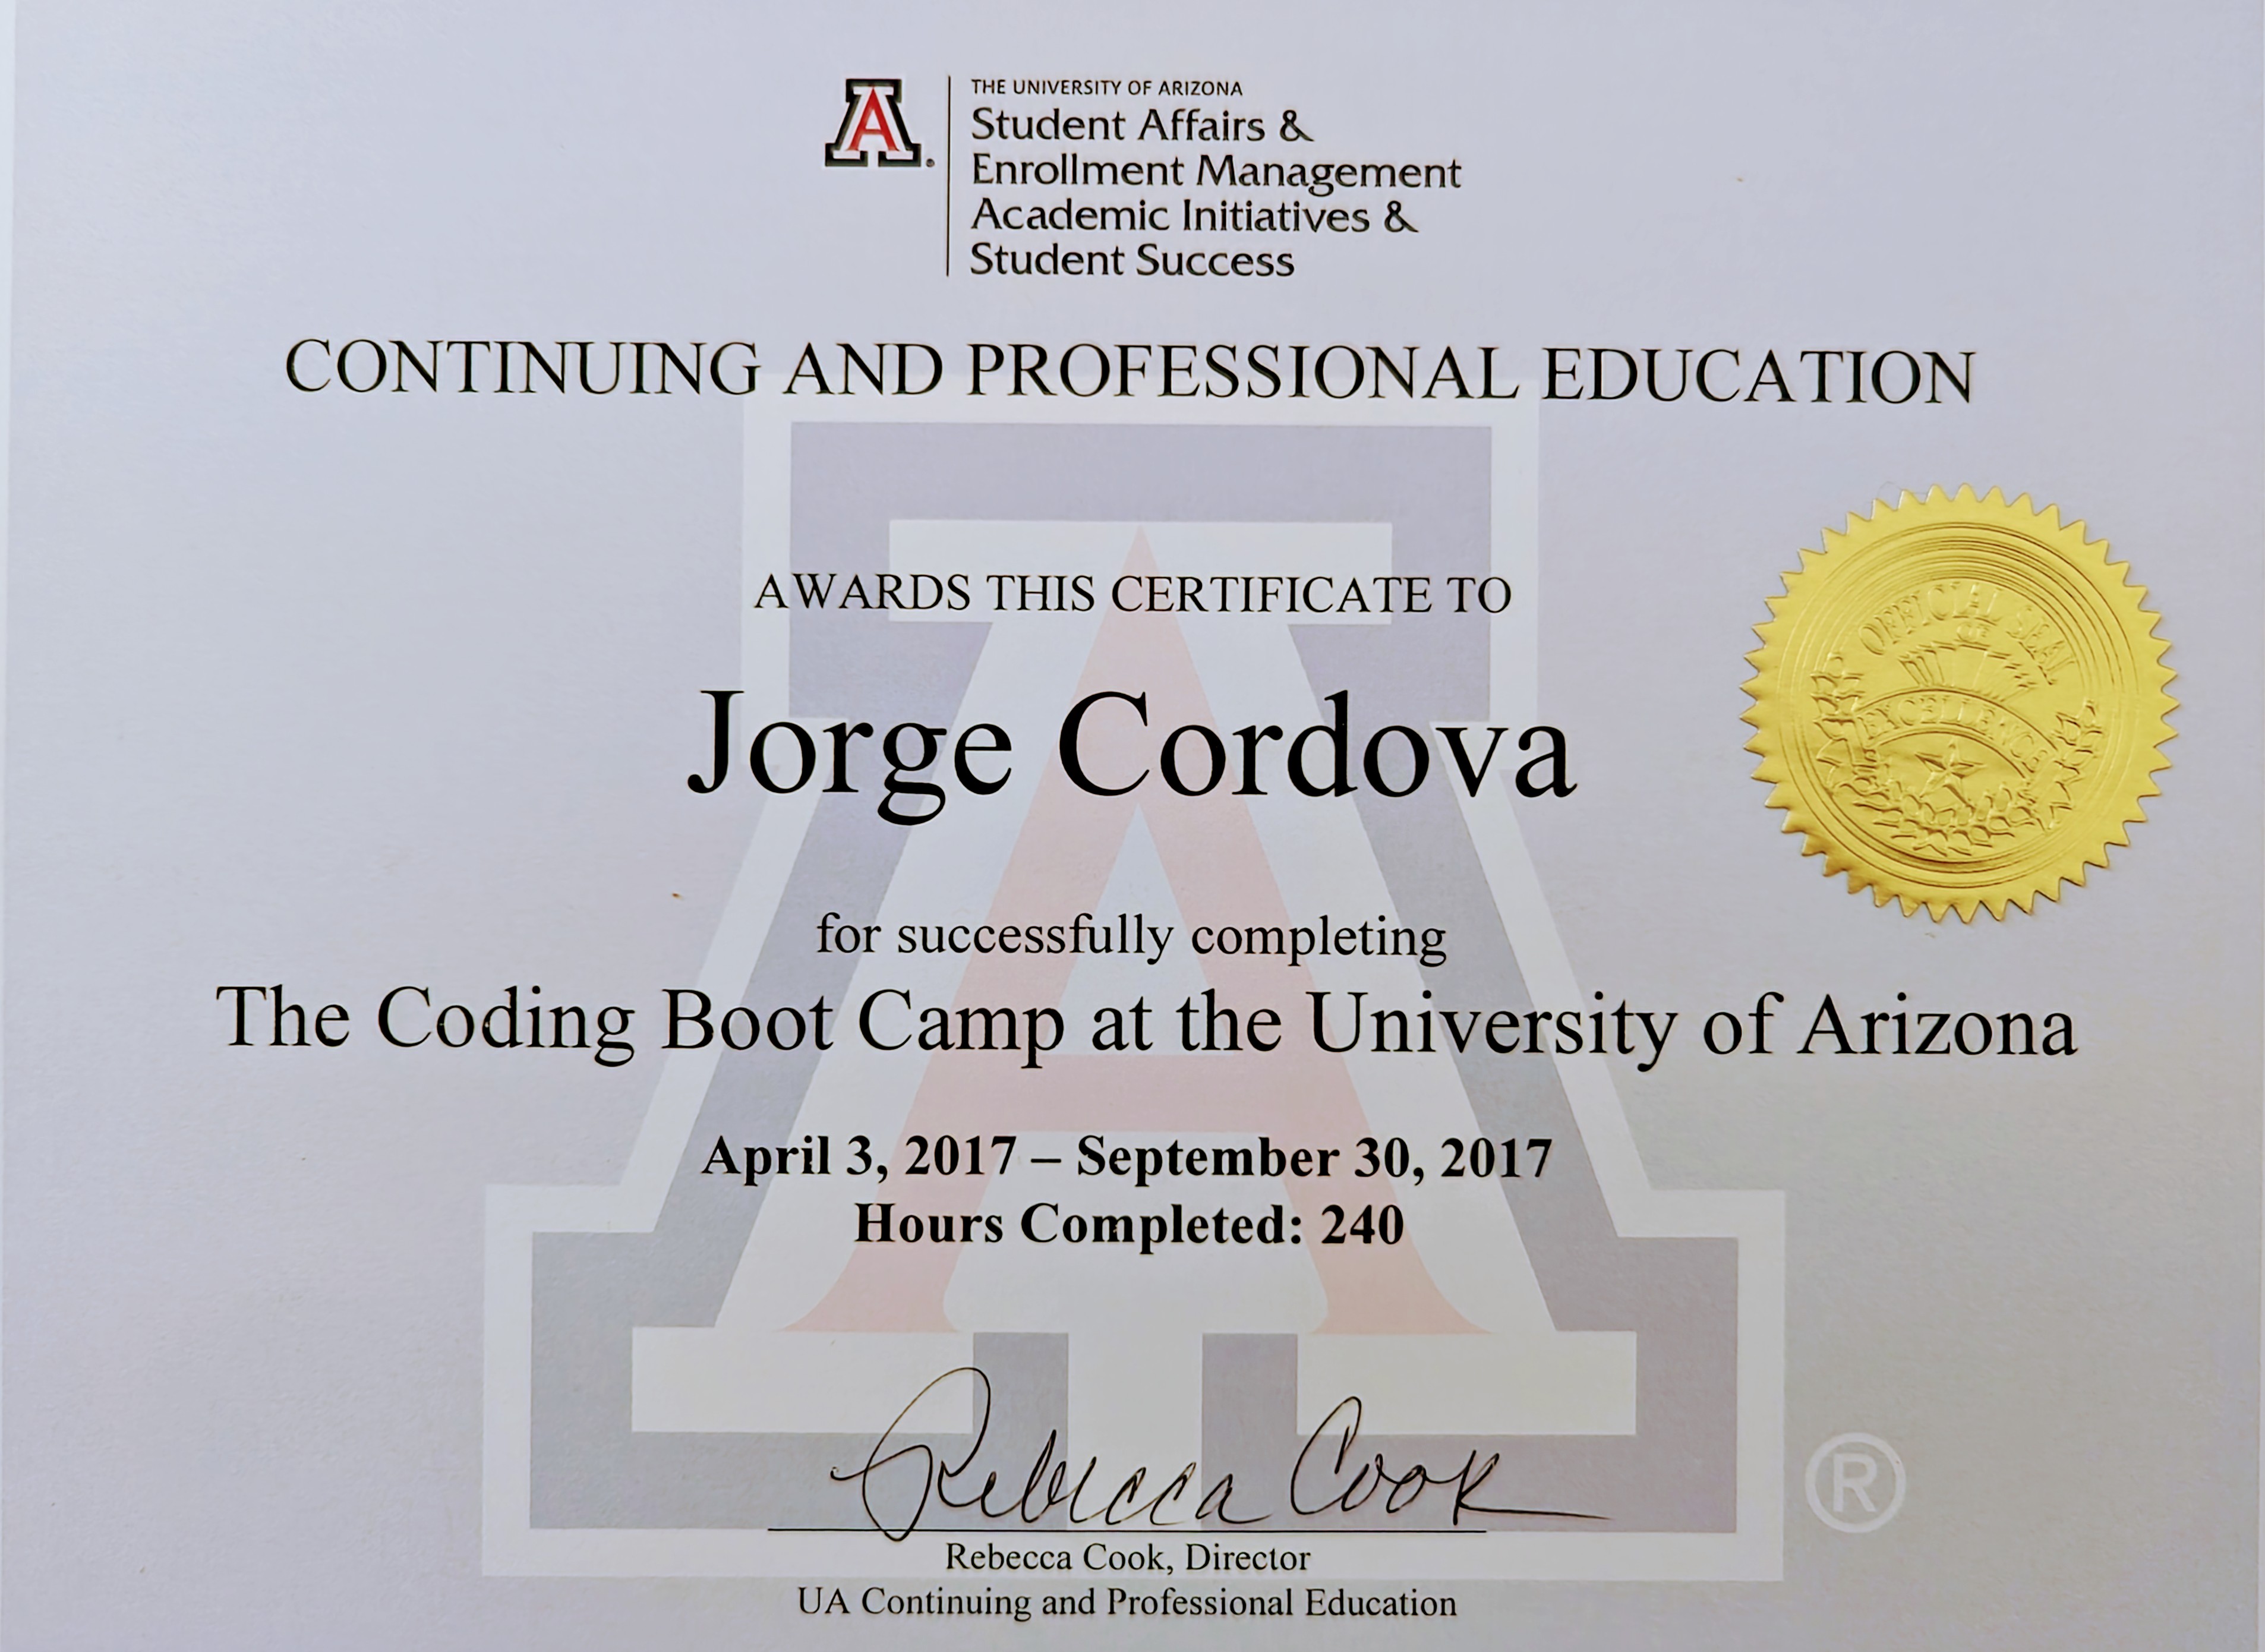 A
THE UNIVERSITY OF ARIZONA
Student Affairs &
Enrollment Management
Academic Initiatives &
Student Success
CONTINUING AND PROFESSIONAL EDUCATION
AWARDS THIS CERTIFICATE TO
Jorge Cordova
OFFICIAL SEAL
OF
EXCELLENCE
for successfully completing
The Coding Boot Camp at the University of Arizona
April 3, 2017 – September 30, 2017
Hours Completed: 240
Rebecca Cook
®
Rebecca Cook, Director
UA Continuing and Professional Education